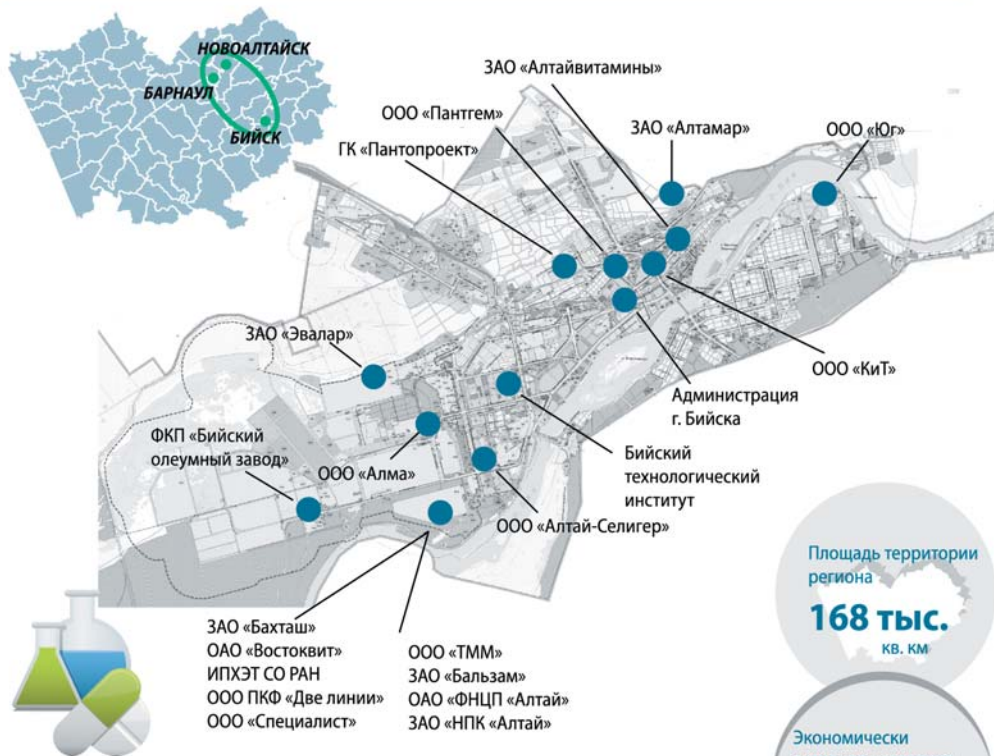 НОВОАЛТАЙСК
БАРНАУЛ
БИЙСК
ЗАО «Алтайвитамины»
ООО «Пантгем»
ЗАО «Алтамар»
ООО «Юг»
ГК «Пантопроект»
ЗАО «Эвалар»
ООО «КиТ»
Администрация
г. Бийска
ФКП «Бийский
олеумный завод»
ООО «Алма»
Бийский
технологический
институт
ООО «Алтай-Селигер»
ЗАО «Бахташ»
ОАО «Востоквит»
ИПХЭТ СО РАН
ООО ПКФ «Две линии»
ООО «Специалист»
ООО «ТММ»
ЗАО «Бальзам»
ОАО «ФНЦП «Алтай»
ЗАО «НПК «Алтай»
Площадь территории
региона
168 тыс.
кв. км
Экономически